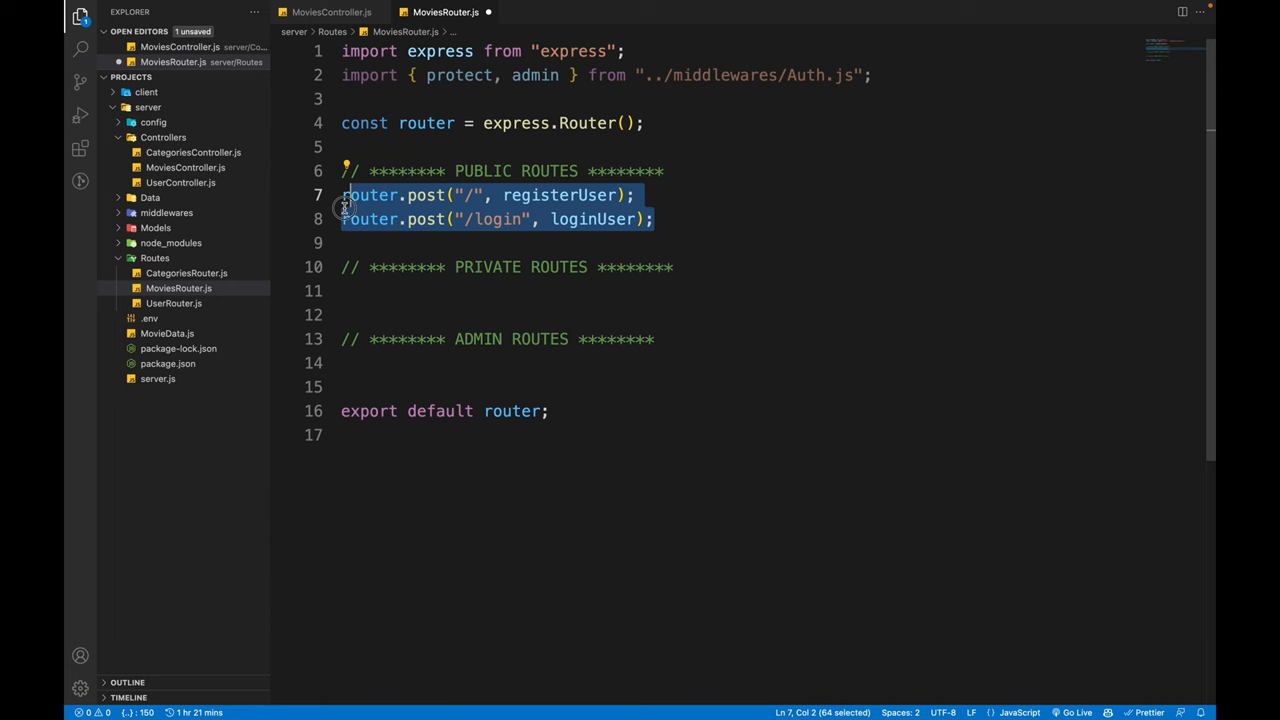 EXPLORER
MoviesController.js
MoviesRouter.js
OPEN EDITORS 1 unsaved
MoviesController.js server/Co...
MoviesRouter.js server/Routes
PROJECTS
client
server
config
Controllers
CategoriesController.js
MoviesController.js
UserController.js
Data
middlewares
Models
node_modules
Routes
CategoriesRouter.js
MoviesRouter.js
UserRouter.js
.env
MovieData.js
package-lock.json
package.json
server.js
OUTLINE
TIMELINE
server > Routes > MoviesRouter.js > ...
1 import express from "express";
2 import { protect, admin } from "../middlewares/Auth.js";
3
4 const router = express.Router();
5
6 // ******** PUBLIC ROUTES ********
7 router.post("/", registerUser);
8 router.post("/login", loginUser);
9
10 // ******** PRIVATE ROUTES ********
11
12
13 // ******** ADMIN ROUTES ********
14
15
16 export default router;
17
0 0 {..} : 150 1 hr 21 mins Ln 7, Col 2 (64 selected) Spaces: 2 UTF-8 LF {} JavaScript Go Live Prettier